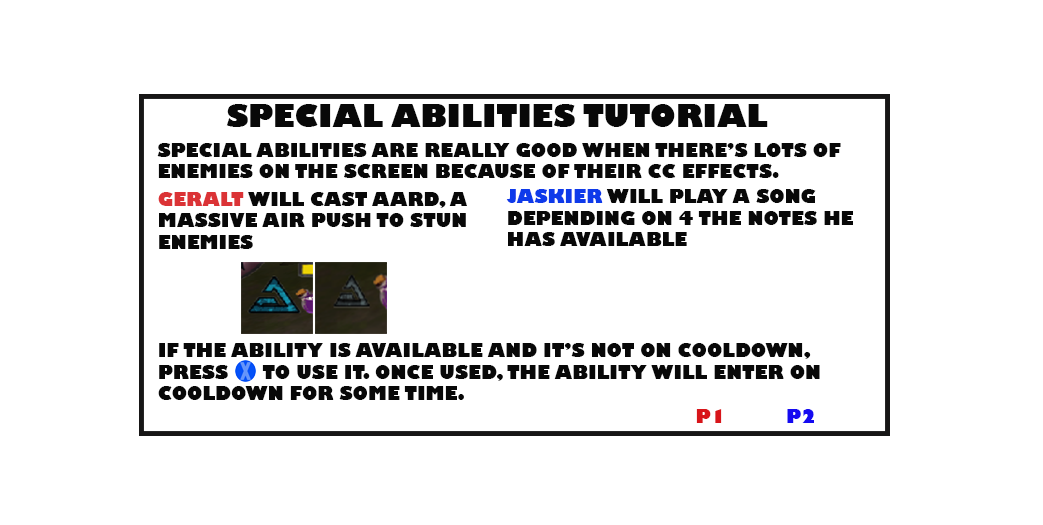 SPECIAL ABILITIES TUTORIAL
SPECIAL ABILITIES ARE REALLY GOOD WHEN THERE'S LOTS OF
ENEMIES ON THE SCREEN BECAUSE OF THEIR CC EFFECTS.
GERALT WILL CAST AARD, A
MASSIVE AIR PUSH TO STUN
ENEMIES
JASKIER WILL PLAY A SONG
DEPENDING ON 4 THE NOTES HE
HAS AVAILABLE
IF THE ABILITY IS AVAILABLE AND IT'S NOT ON COOLDOWN,
PRESS X TO USE IT. ONCE USED, THE ABILITY WILL ENTER ON
COOLDOWN FOR SOME TIME.
P1 P2